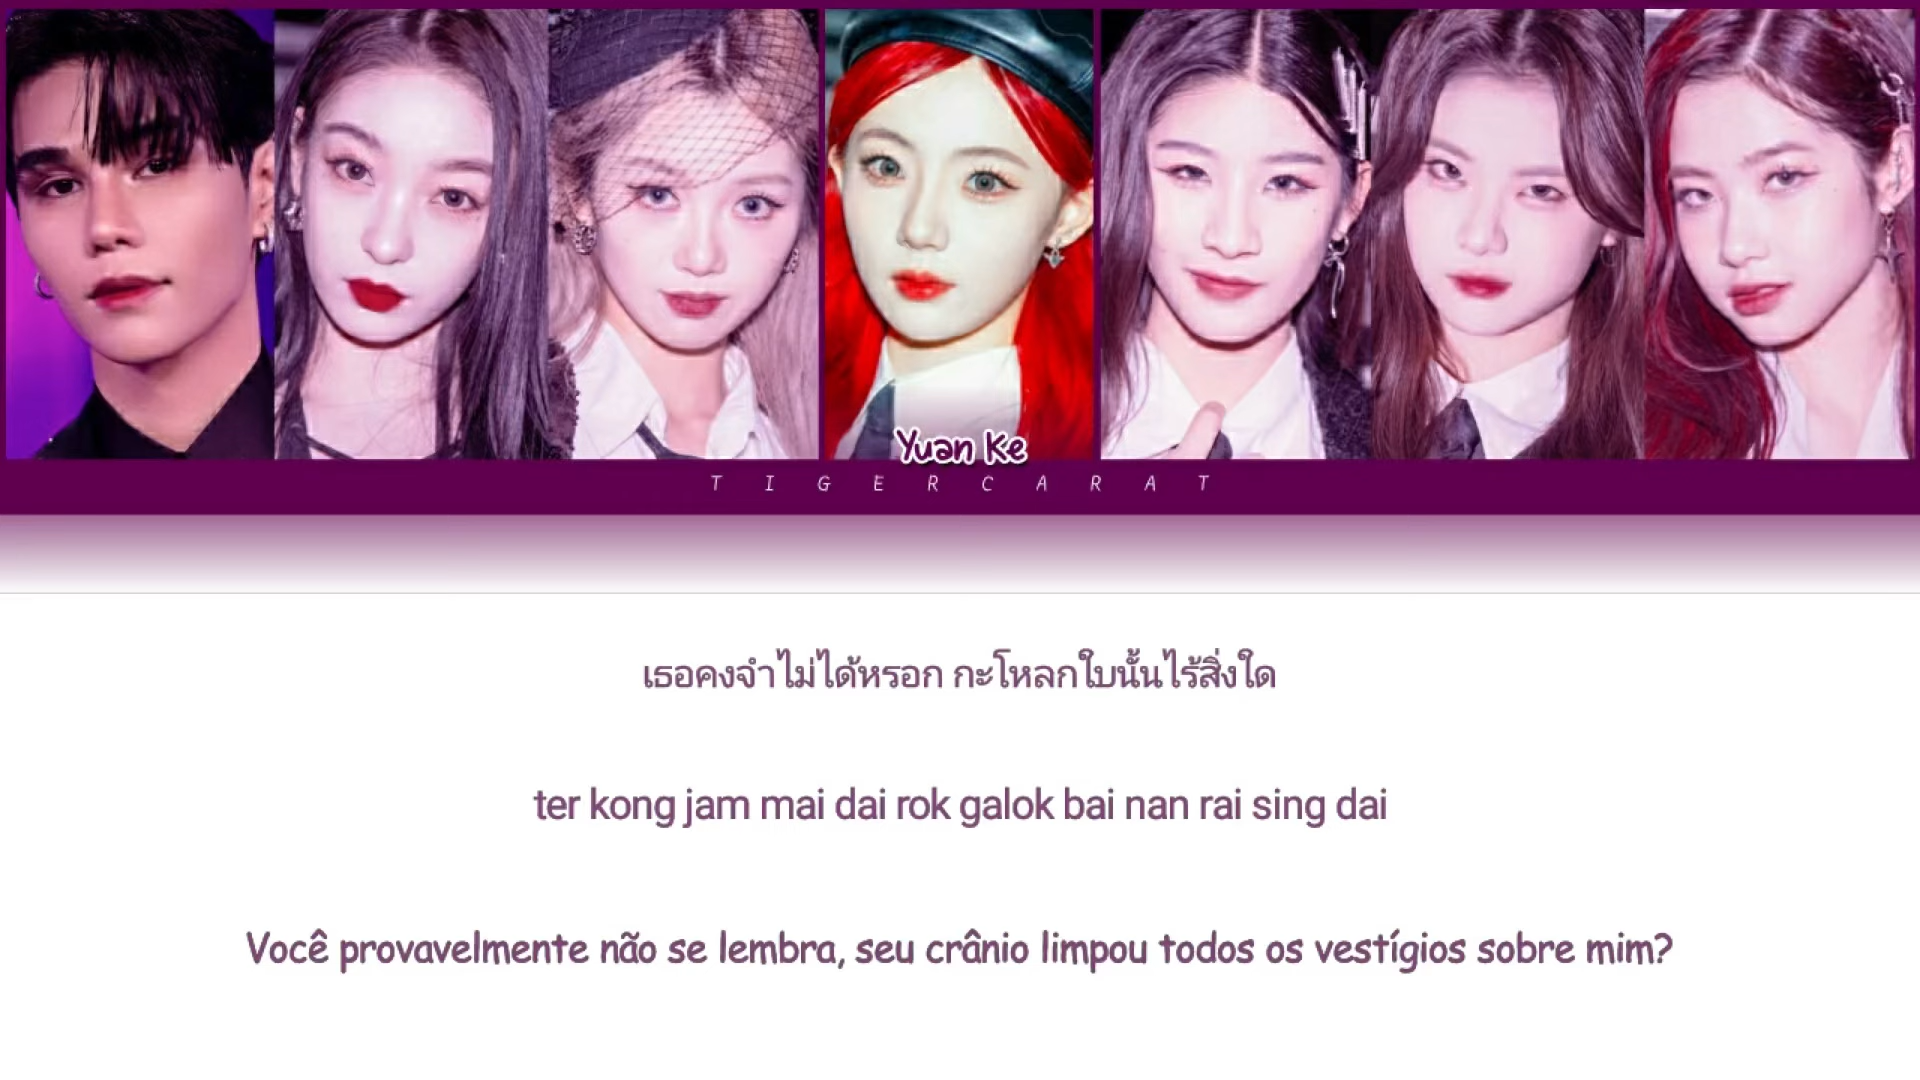 Yuan Ke
TIGERCARAT
เธอคงจำไม่ได้หรอก กะโหลกใบนั้นไร้สิ่งใด
ter kong jam mai dai rok galok bai nan rai sing dai
Você provavelmente não se lembra, seu crânio limpou todos os vestígios sobre mim?